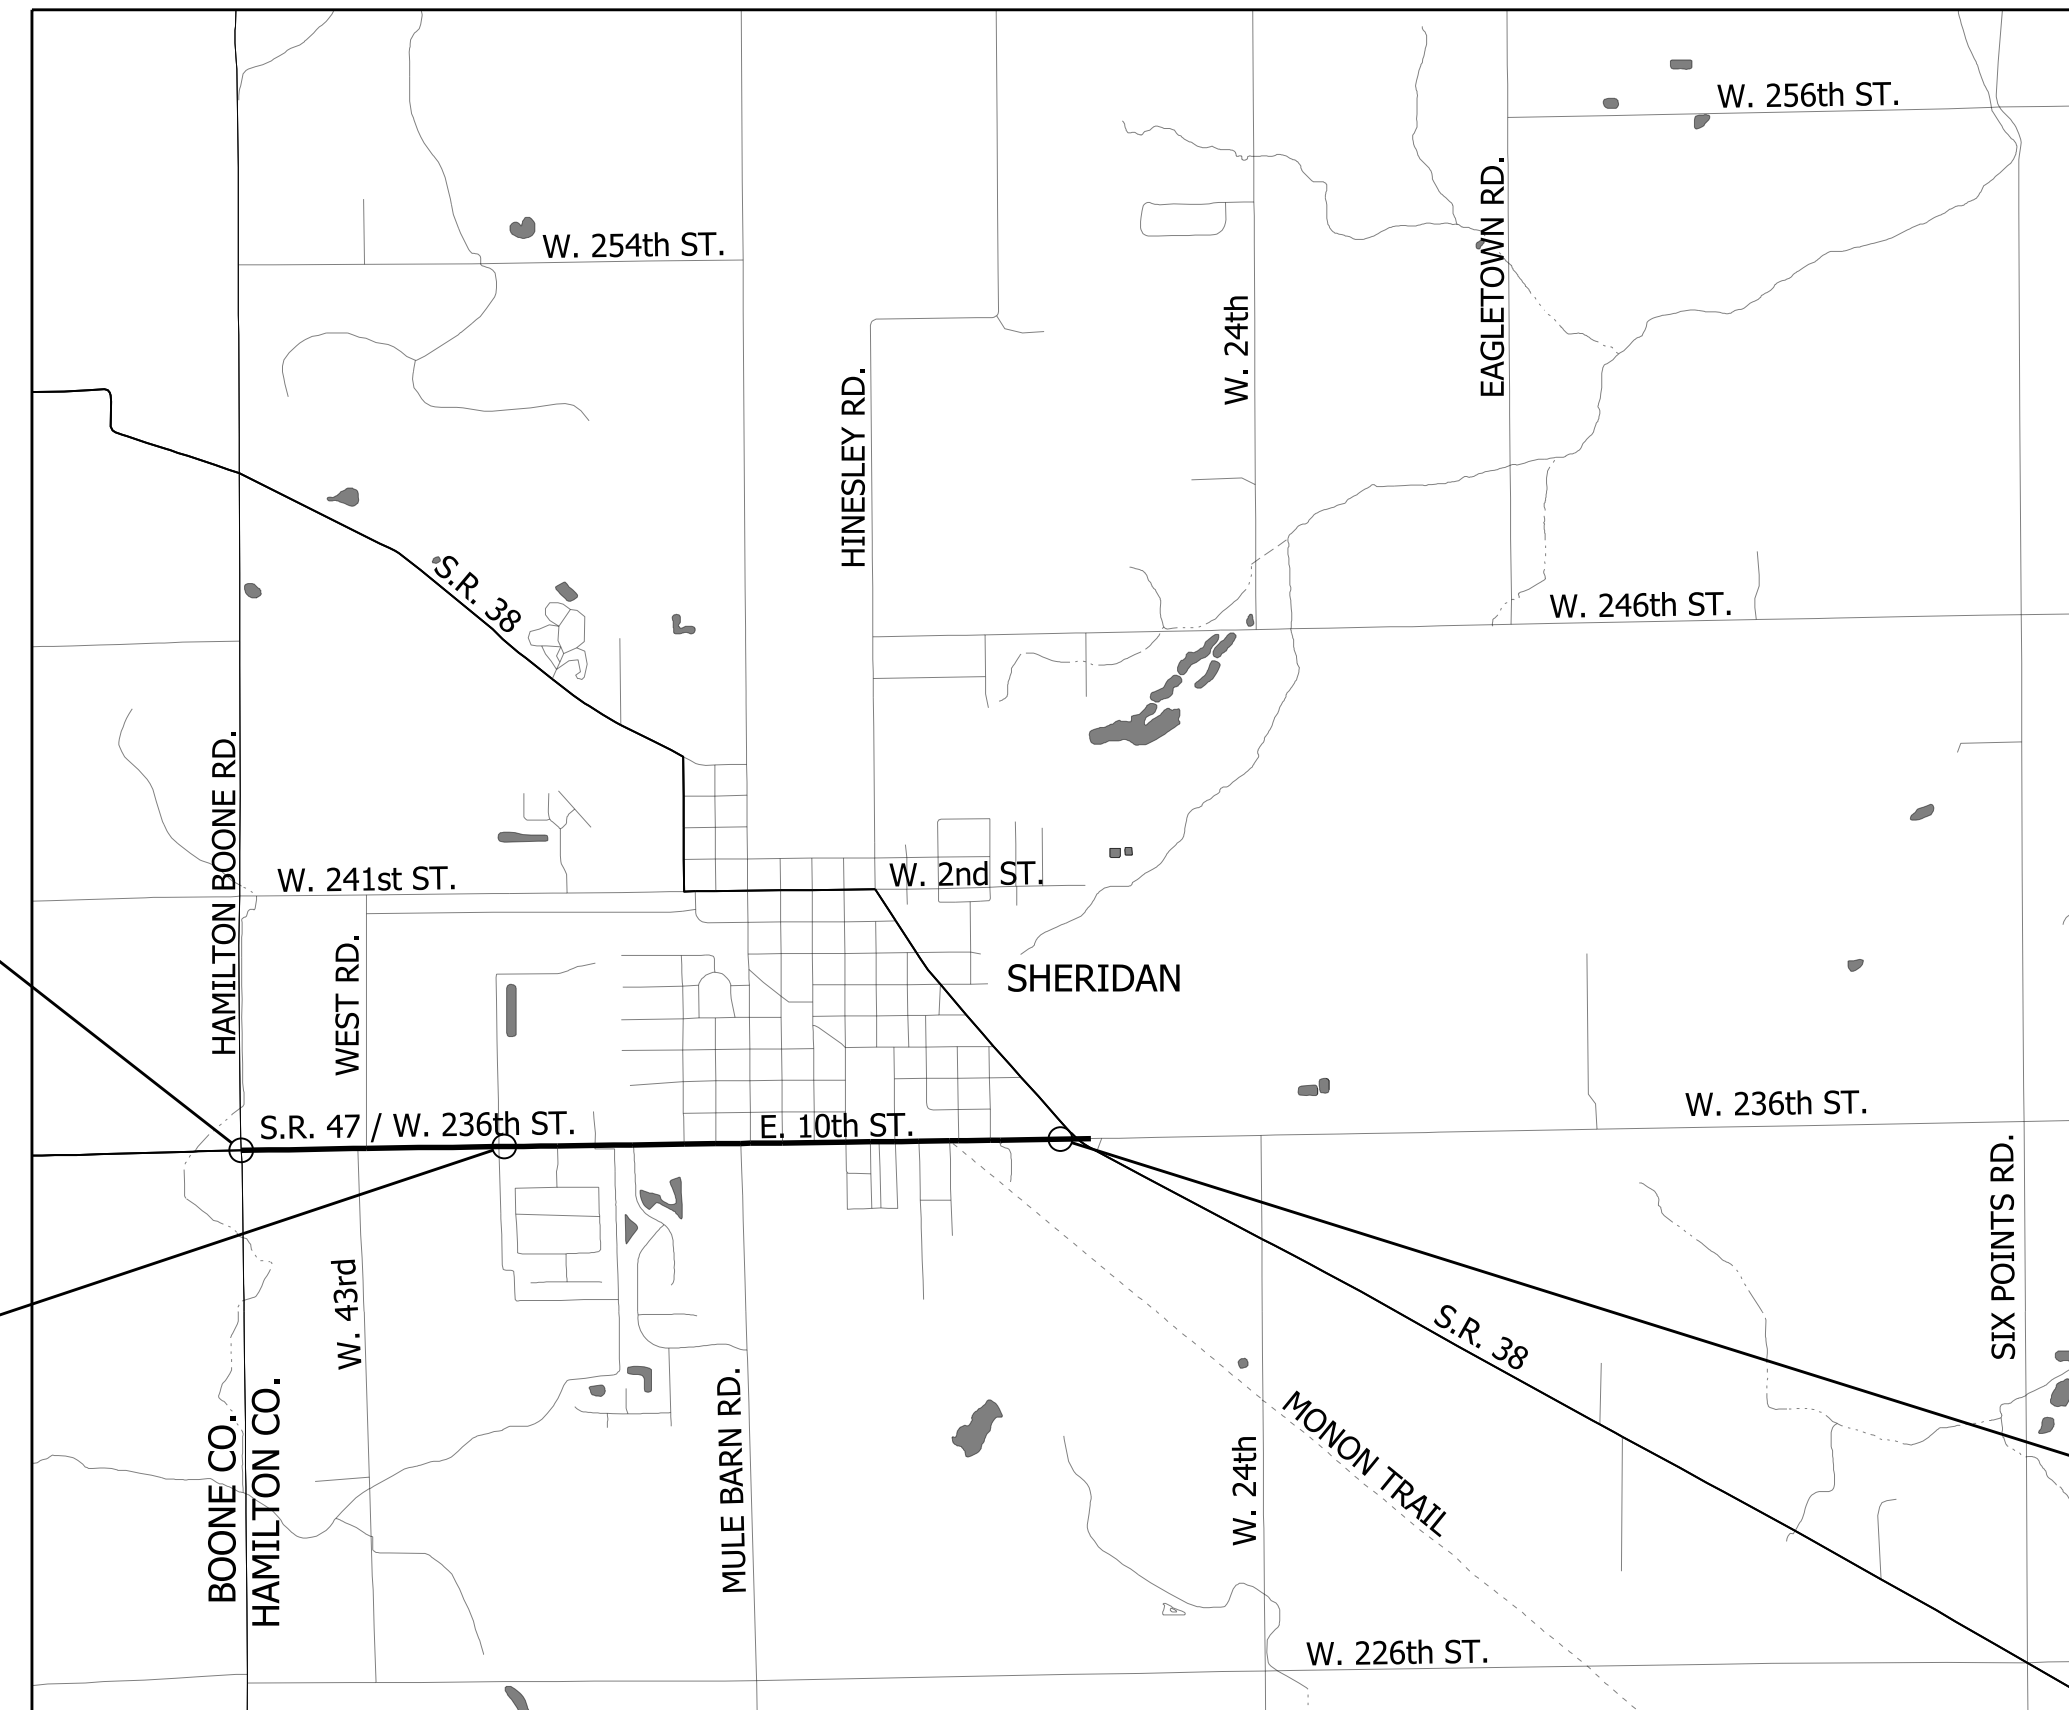 W. 256th ST.
W. 254th ST.
EAGLETOWN RD.
W. 24th
HINESLEY RD.
S.R. 38
W. 246th ST.
HAMILTON BOONE RD.
W. 241st ST.
W. 2nd ST.
WEST RD.
SHERIDAN
S.R. 47 / W. 236th ST.
E. 10th ST.
W. 236th ST.
SIX POINTS RD.
W. 43rd
S.R. 38
MULE BARN RD.
MONON TRAIL
W. 24th
BOONE CO.
HAMILTON CO.
W. 226th ST.